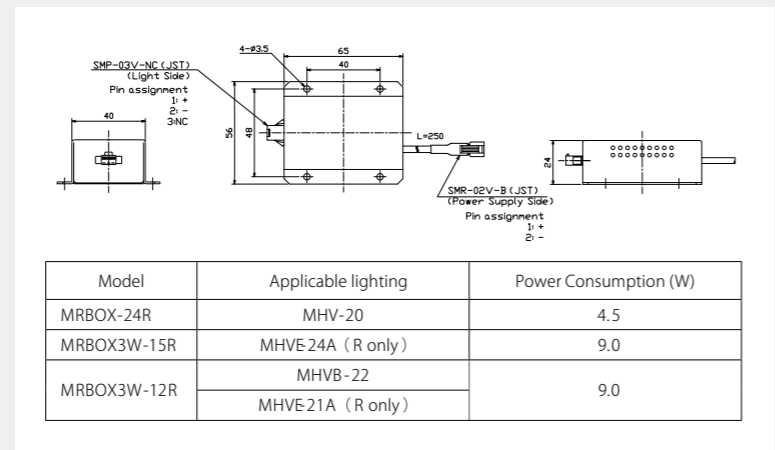 4-ø3.5
65
40
SMP-03V-NC (JST)
(Light Side)
Pin assignment
1: +
2: -
3:NC
40
56
48
L=250
24
SMR-02V-B (JST)
(Power Supply Side)
Pin assignment
1: +
2: -
Model Applicable lighting Power Consumption (W)
MRBOX-24R MHV-20 4.5
MRBOX3W-15R MHVE-24A（R only） 9.0
MRBOX3W-12R MHVB-22 9.0
MHVE-21A（R only）